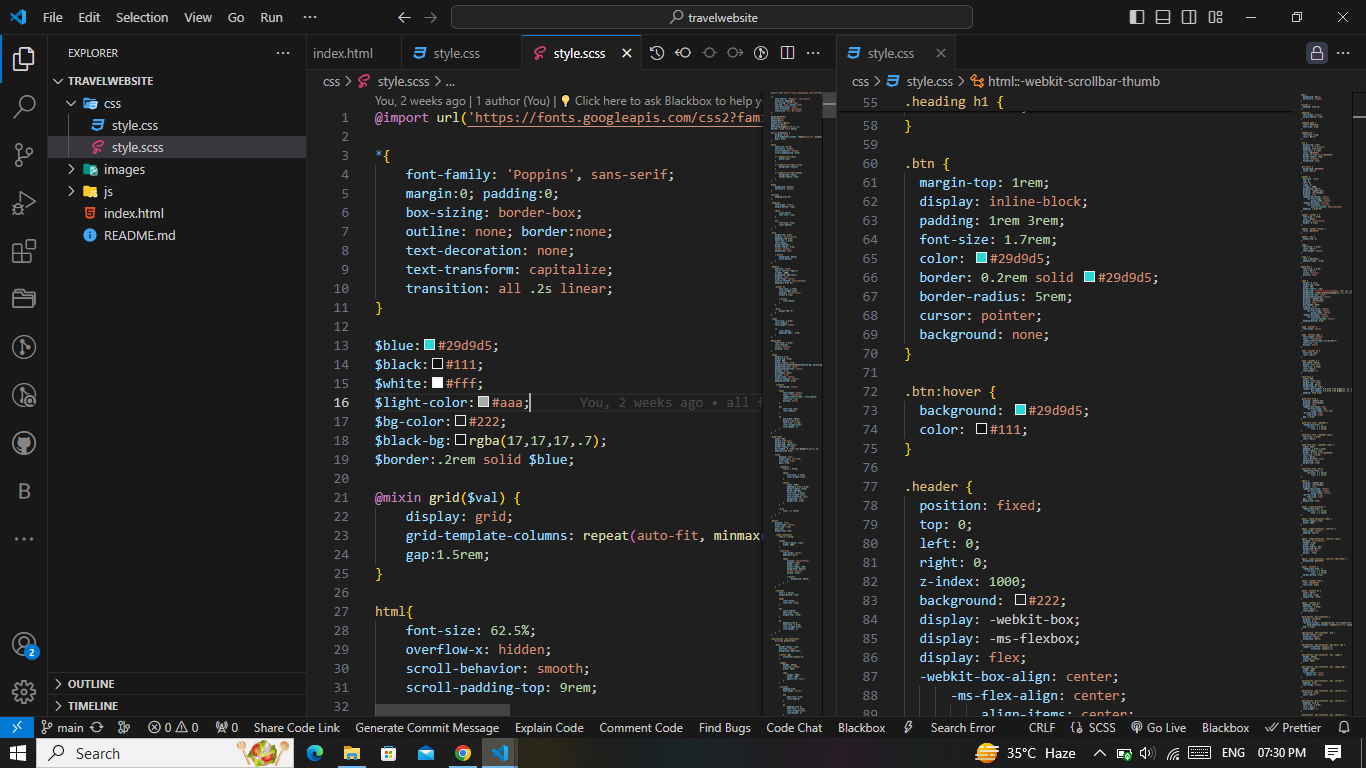 File Edit Selection View Go Run ···
travelwebsite
EXPLORER
TRAVELWEBSITE
css
style.css
style.scss
images
js
index.html
README.md
OUTLINE
TIMELINE
B
2
index.html
style.css
style.scss
css > style.scss > ...
You, 2 weeks ago | 1 author (You) | Click here to ask Blackbox to help
1 @import url('https://fonts.googleapis.com/css2?
2
3 *{
4 font-family: 'Poppins', sans-serif;
5 margin:0; padding:0;
6 box-sizing: border-box;
7 outline: none; border:none;
8 text-decoration: none;
9 text-transform: capitalize;
10 transition: all .2s linear;
11 }
12
13 $blue:#29d9d5;
14 $black:#111;
15 $white:#fff;
16 $light-color:#aaa; You, 2 weeks ago • all
17 $bg-color:#222;
18 $black-bg:rgba(17,17,17,.7);
19 $border:.2rem solid $blue;
20
21 @mixin grid($val) {
22 display: grid;
23 grid-template-columns: repeat(auto-fit, minmax(
24 gap:1.5rem;
25 }
26
27 html{
28 font-size: 62.5%;
29 overflow-x: hidden;
30 scroll-behavior: smooth;
31 scroll-padding-top: 9rem;
32
style.css
css > style.css > html::-webkit-scrollbar-thumb
55 .heading h1 {
58 }
59
60 .btn {
61 margin-top: 1rem;
62 display: inline-block;
63 padding: 1rem 3rem;
64 font-size: 1.7rem;
65 color: #29d9d5;
66 border: 0.2rem solid #29d9d5;
67 border-radius: 5rem;
68 cursor: pointer;
69 background: none;
70 }
71
72 .btn:hover {
73 background: #29d9d5;
74 color: #111;
75 }
76
77 .header {
78 position: fixed;
79 top: 0;
80 left: 0;
81 right: 0;
82 z-index: 1000;
83 background: #222;
84 display: -webkit-box;
85 display: -ms-flexbox;
86 display: flex;
87 -webkit-box-align: center;
88 -ms-flex-align: center;
89 align-items: center;
main 0 0 0 Share Code Link Generate Commit Message Explain Code Comment Code Find Bugs Code Chat Blackbox Search Error CRLF SCSS Go Live Blackbox Prettier
Search
35°C Haze ENG 07:30 PM